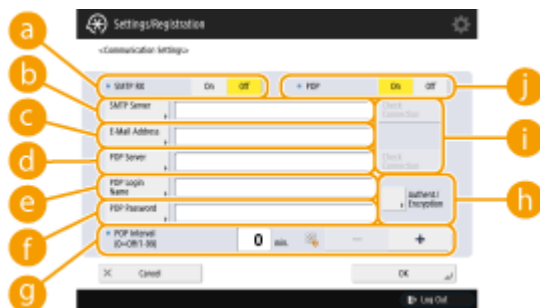 Settings/Registration
<Communication Settings>
a
SMTP RX On Off
POP On Off
j
b
SMTP Server
Check Connection
c
E-Mail Address
i
d
POP Server
Check Connection
e
POP Login Name
Authent./ Encryption
h
f
POP Password
g
POP Interval (0=Off/1-99)
0 min. − +
× Cancel
OK
Log Out